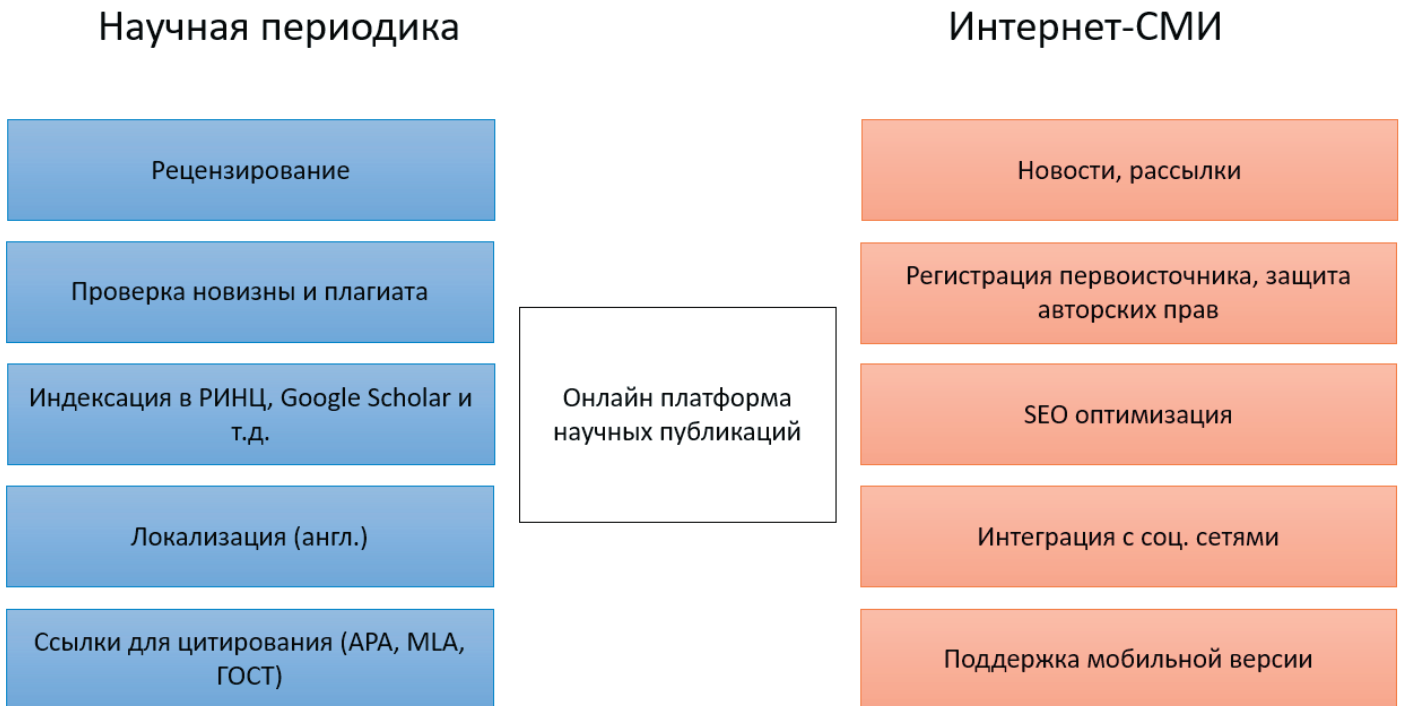 Научная периодика
Интернет-СМИ
Рецензирование
Проверка новизны и плагиата
Индексация в РИНЦ, Google Scholar и
т.д.
Локализация (англ.)
Ссылки для цитирования (APA, MLA,
ГОСТ)
Онлайн платформа
научных публикаций
Новости, рассылки
Регистрация первоисточника, защита
авторских прав
SEO оптимизация
Интеграция с соц. сетями
Поддержка мобильной версии